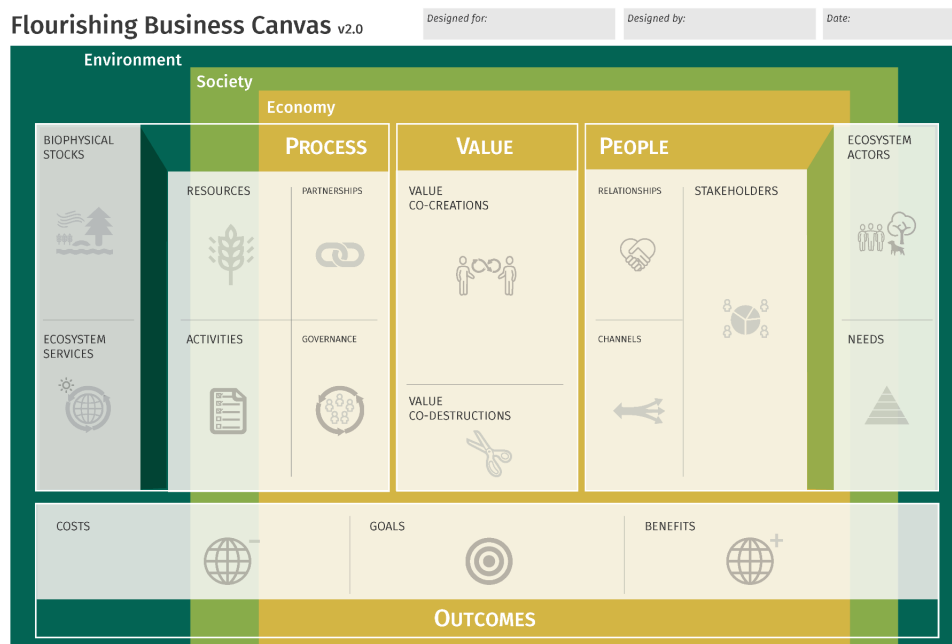 Flourishing Business Canvas v2.0
Designed for:
Designed by:
Date:
Environment
Society
Economy
BIOPHYSICAL
STOCKS
PROCESS
VALUE
PEOPLE
ECOSYSTEM
ACTORS
RESOURCES
PARTNERSHIPS
VALUE
CO-CREATIONS
RELATIONSHIPS
STAKEHOLDERS
ECOSYSTEM
SERVICES
ACTIVITIES
GOVERNANCE
VALUE
CO-DESTRUCTIONS
CHANNELS
NEEDS
COSTS
GOALS
BENEFITS
OUTCOMES